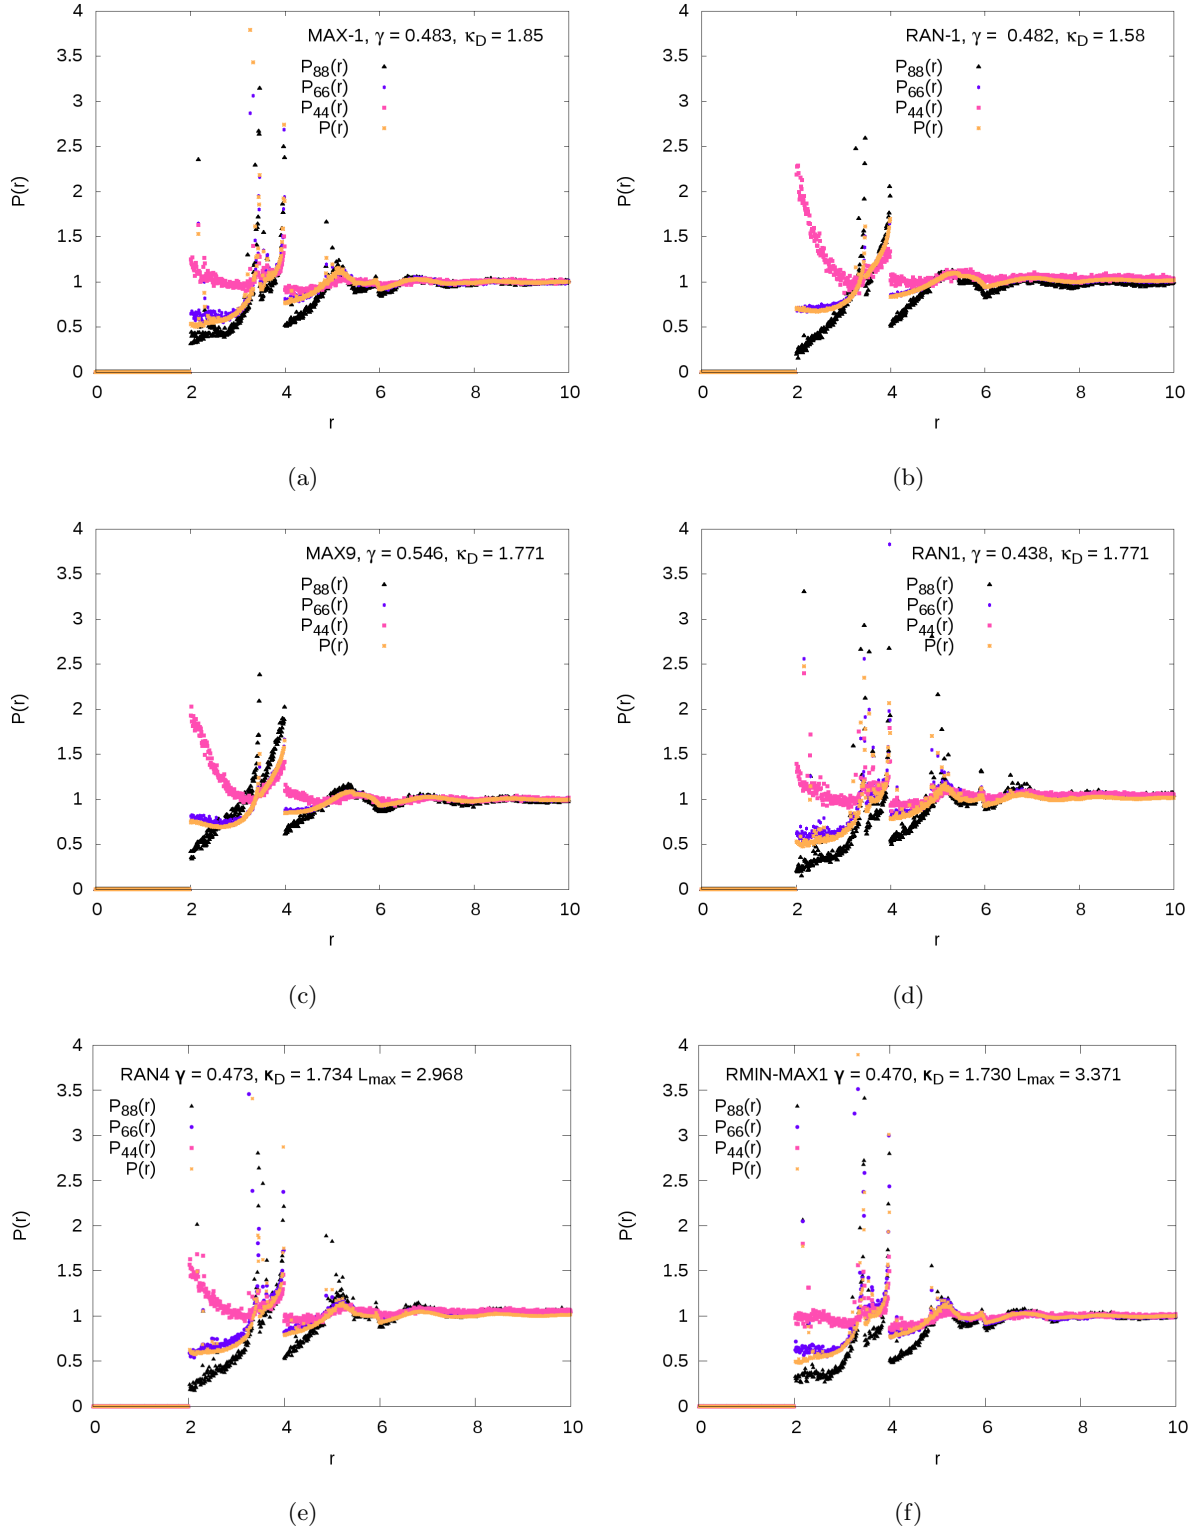 MAX-1, γ = 0.483, κD = 1.85
P88(r)
P66(r)
P44(r)
P(r)
P(r)
4
3.5
3
2.5
2
1.5
1
0.5
0
0 2 4 6 8 10
r
(a)
RAN-1, γ = 0.482, κD = 1.58
P88(r)
P66(r)
P44(r)
P(r)
P(r)
4
3.5
3
2.5
2
1.5
1
0.5
0
0 2 4 6 8 10
r
(b)
MAX9, γ = 0.546, κD = 1.771
P88(r)
P66(r)
P44(r)
P(r)
P(r)
4
3.5
3
2.5
2
1.5
1
0.5
0
0 2 4 6 8 10
r
(c)
RAN1, γ = 0.438, κD = 1.771
P88(r)
P66(r)
P44(r)
P(r)
P(r)
4
3.5
3
2.5
2
1.5
1
0.5
0
0 2 4 6 8 10
r
(d)
RAN4 γ = 0.473, κD = 1.734 Lmax = 2.968
P88(r)
P66(r)
P44(r)
P(r)
P(r)
4
3.5
3
2.5
2
1.5
1
0.5
0
0 2 4 6 8 10
r
(e)
RMIN-MAX1 γ = 0.470, κD = 1.730 Lmax = 3.371
P88(r)
P66(r)
P44(r)
P(r)
P(r)
4
3.5
3
2.5
2
1.5
1
0.5
0
0 2 4 6 8 10
r
(f)